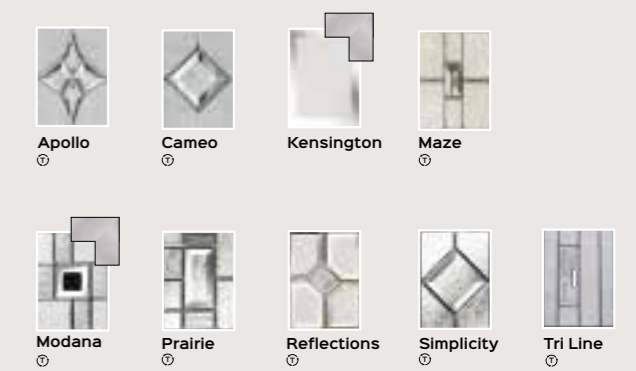 Apollo
Ⓣ
Cameo
Ⓣ
Kensington
Maze
Ⓣ
Modana
Ⓣ
Prairie
Ⓣ
Reflections
Ⓣ
Simplicity
Ⓣ
Tri Line
Ⓣ